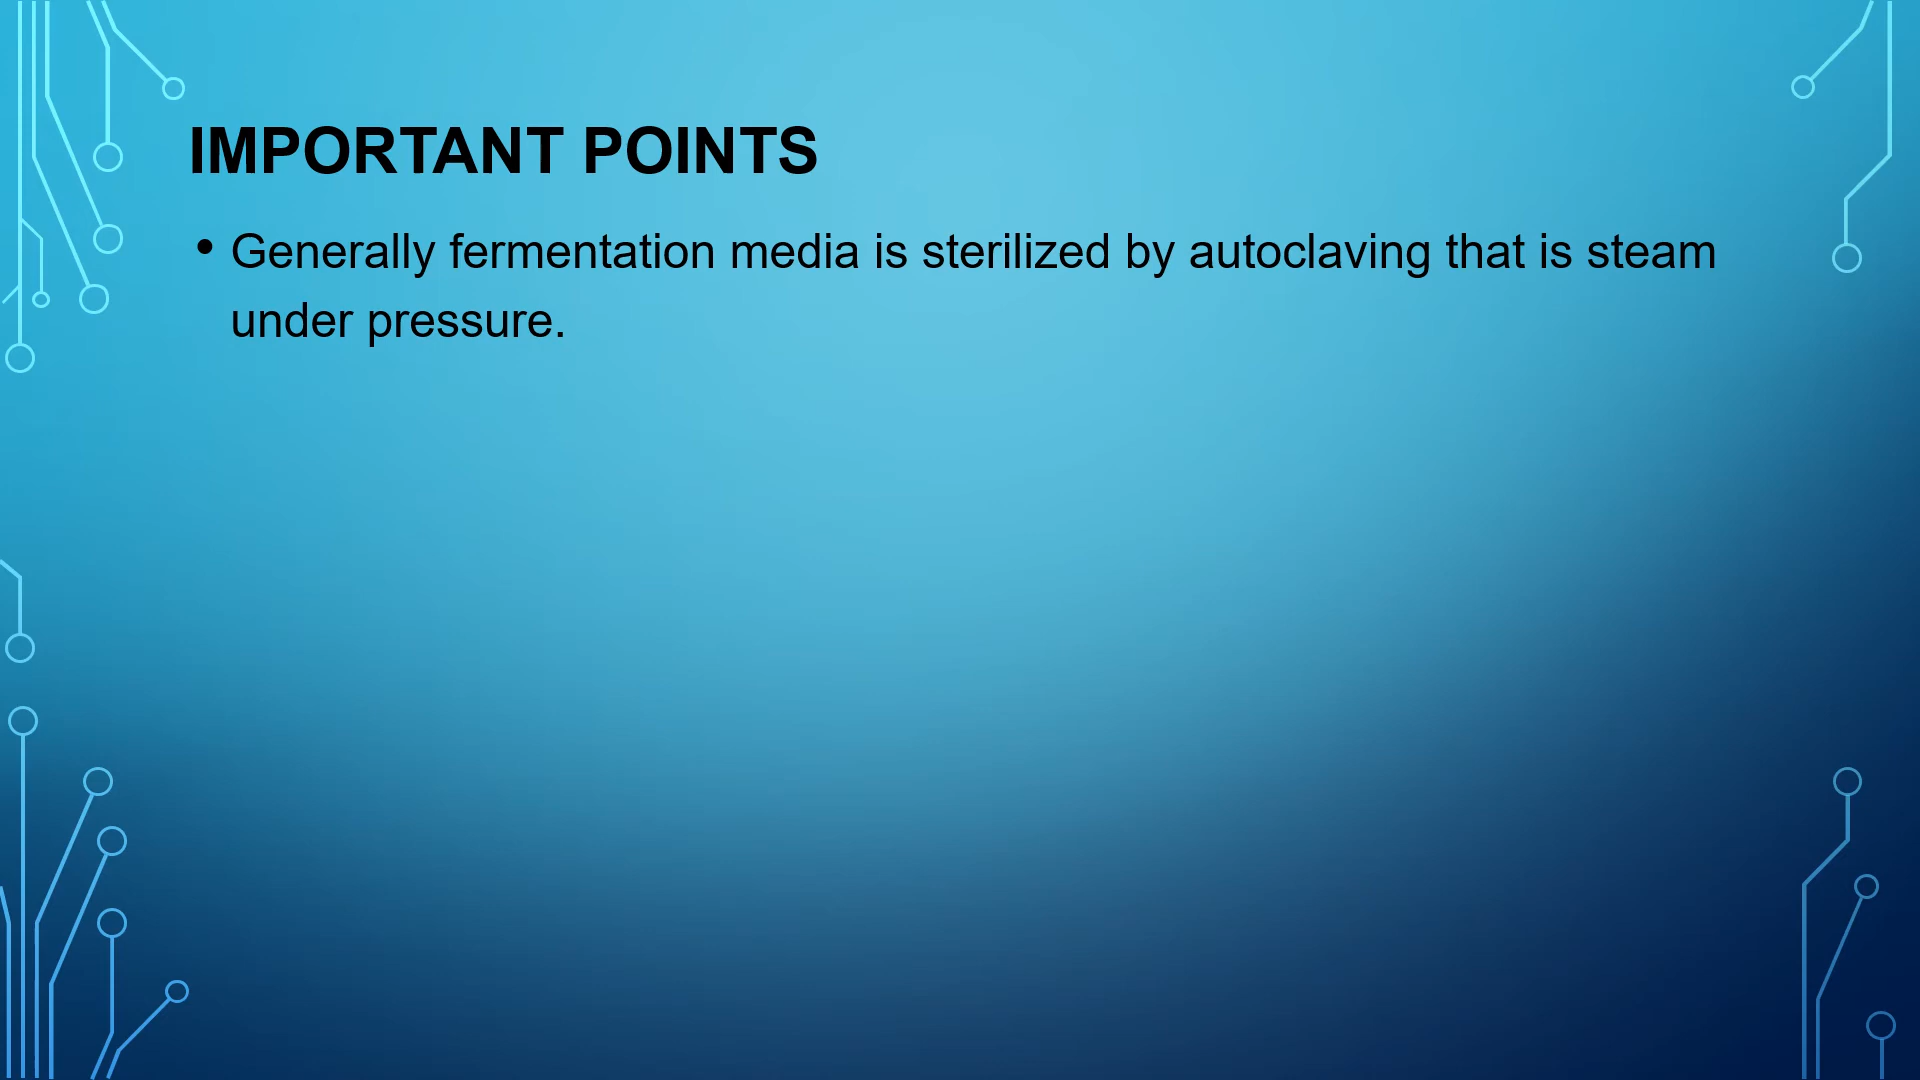 IMPORTANT POINTS
• Generally fermentation media is sterilized by autoclaving that is steam
under pressure.